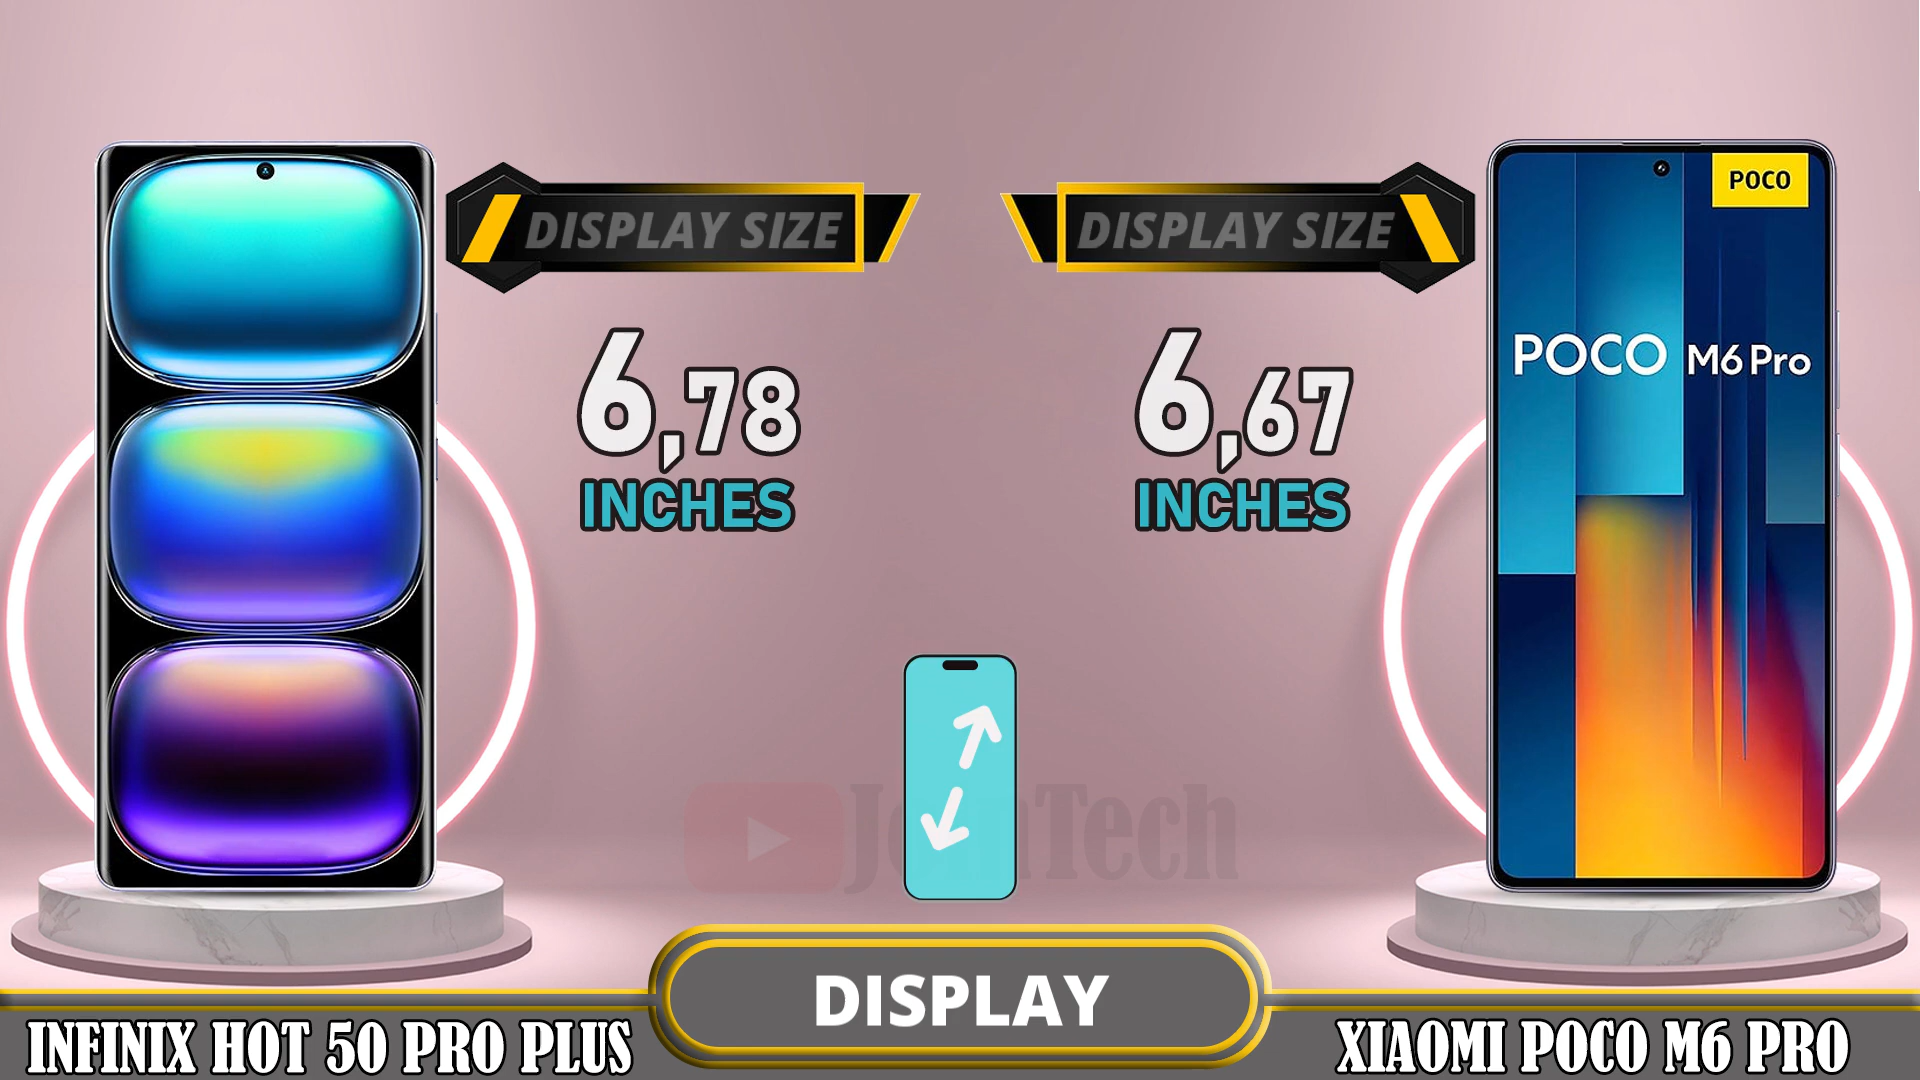 DISPLAY SIZE
DISPLAY SIZE
POCO
6,78
INCHES
6,67
INCHES
POCO M6 Pro
DISPLAY
INFINIX HOT 50 PRO PLUS
XIAOMI POCO M6 PRO